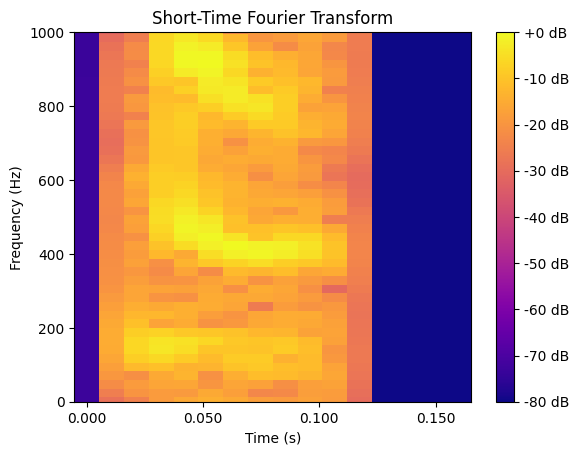 Short-Time Fourier Transform
1000
800
600
400
200
0
Frequency (Hz)
0.000
0.050
0.100
0.150
Time (s)
+0 dB
-10 dB
-20 dB
-30 dB
-40 dB
-50 dB
-60 dB
-70 dB
-80 dB